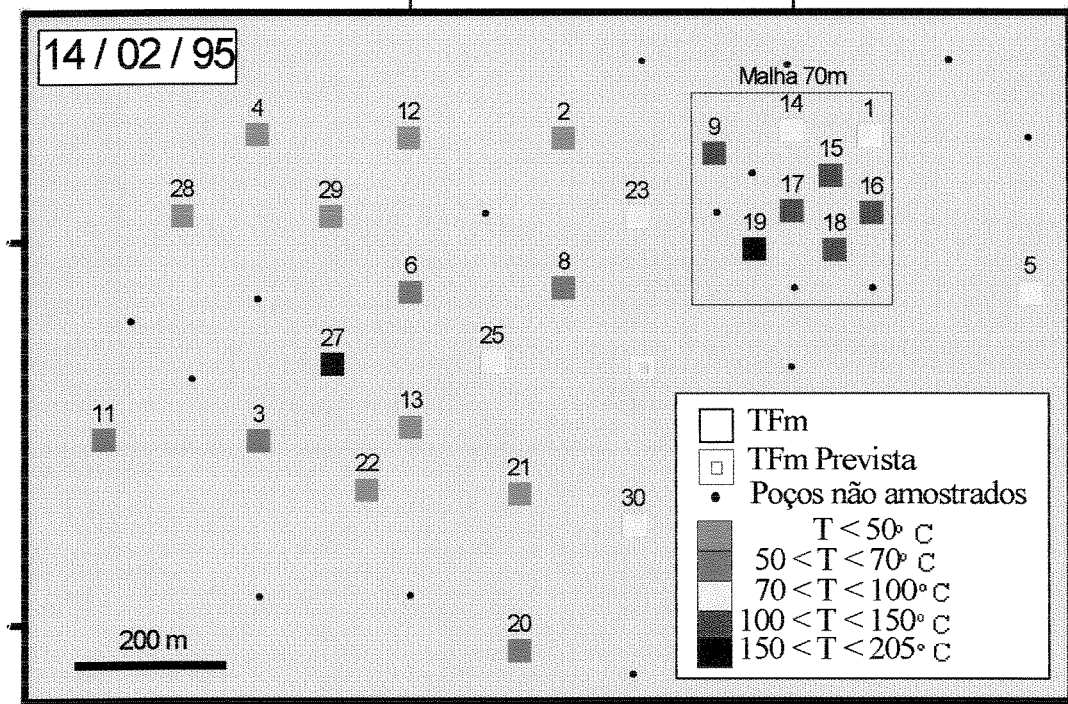 14 / 02 / 95
Malha 70m
4
12
2
9
14
1
15
28
29
23
17
16
19
18
6
8
5
27
25
11
3
13
22
21
30
20
200 m
TFm
TFm Prevista
Poços não amostrados
T < 50° C
50 < T < 70° C
70 < T < 100° C
100 < T < 150° C
150 < T < 205° C